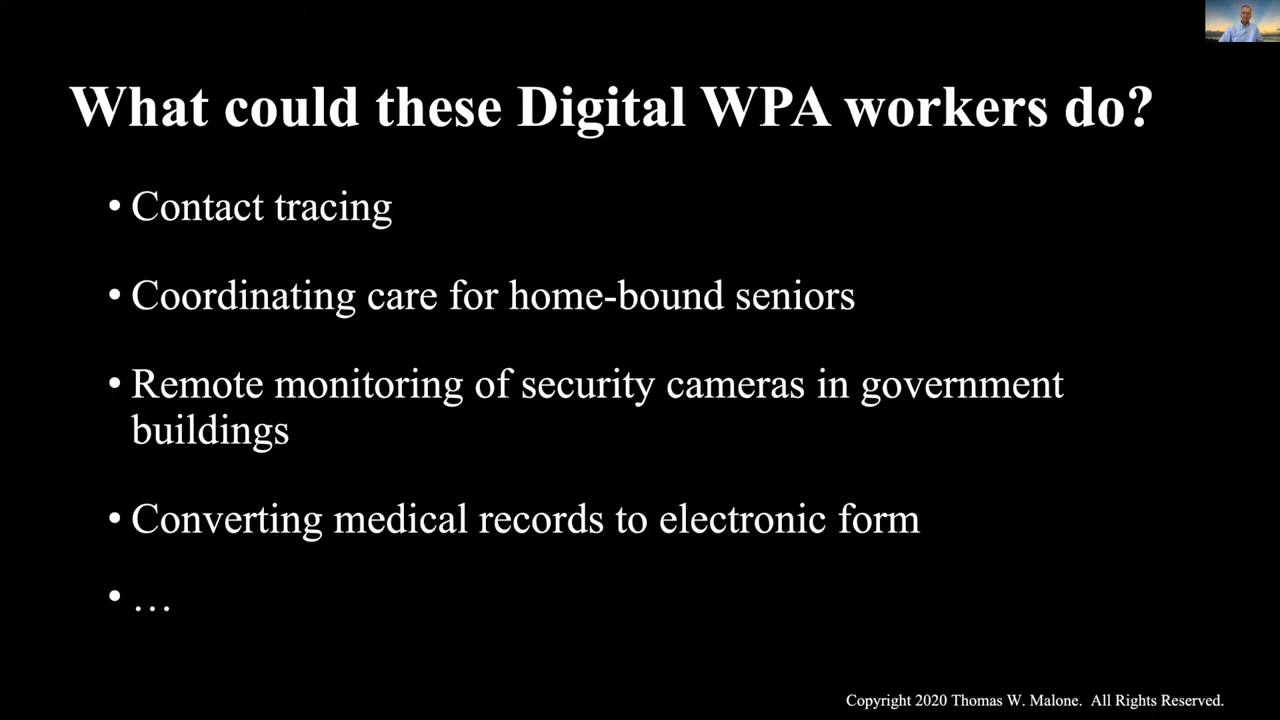 What could these Digital WPA workers do?
• Contact tracing
• Coordinating care for home-bound seniors
• Remote monitoring of security cameras in government
buildings
• Converting medical records to electronic form
• …
Copyright 2020 Thomas W. Malone. All Rights Reserved.